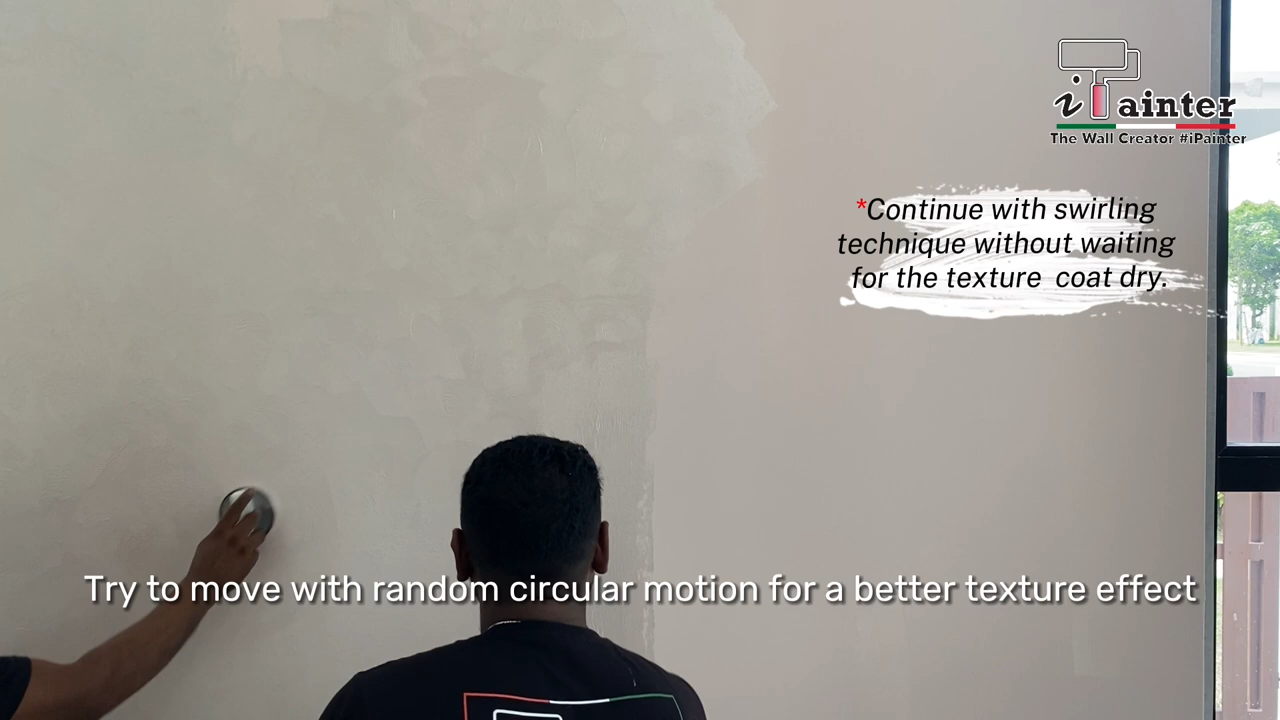 iPainter
The Wall Creator #iPainter
*Continue with swirling
technique without waiting
for the texture coat dry.
Try to move with random circular motion for a better texture effect